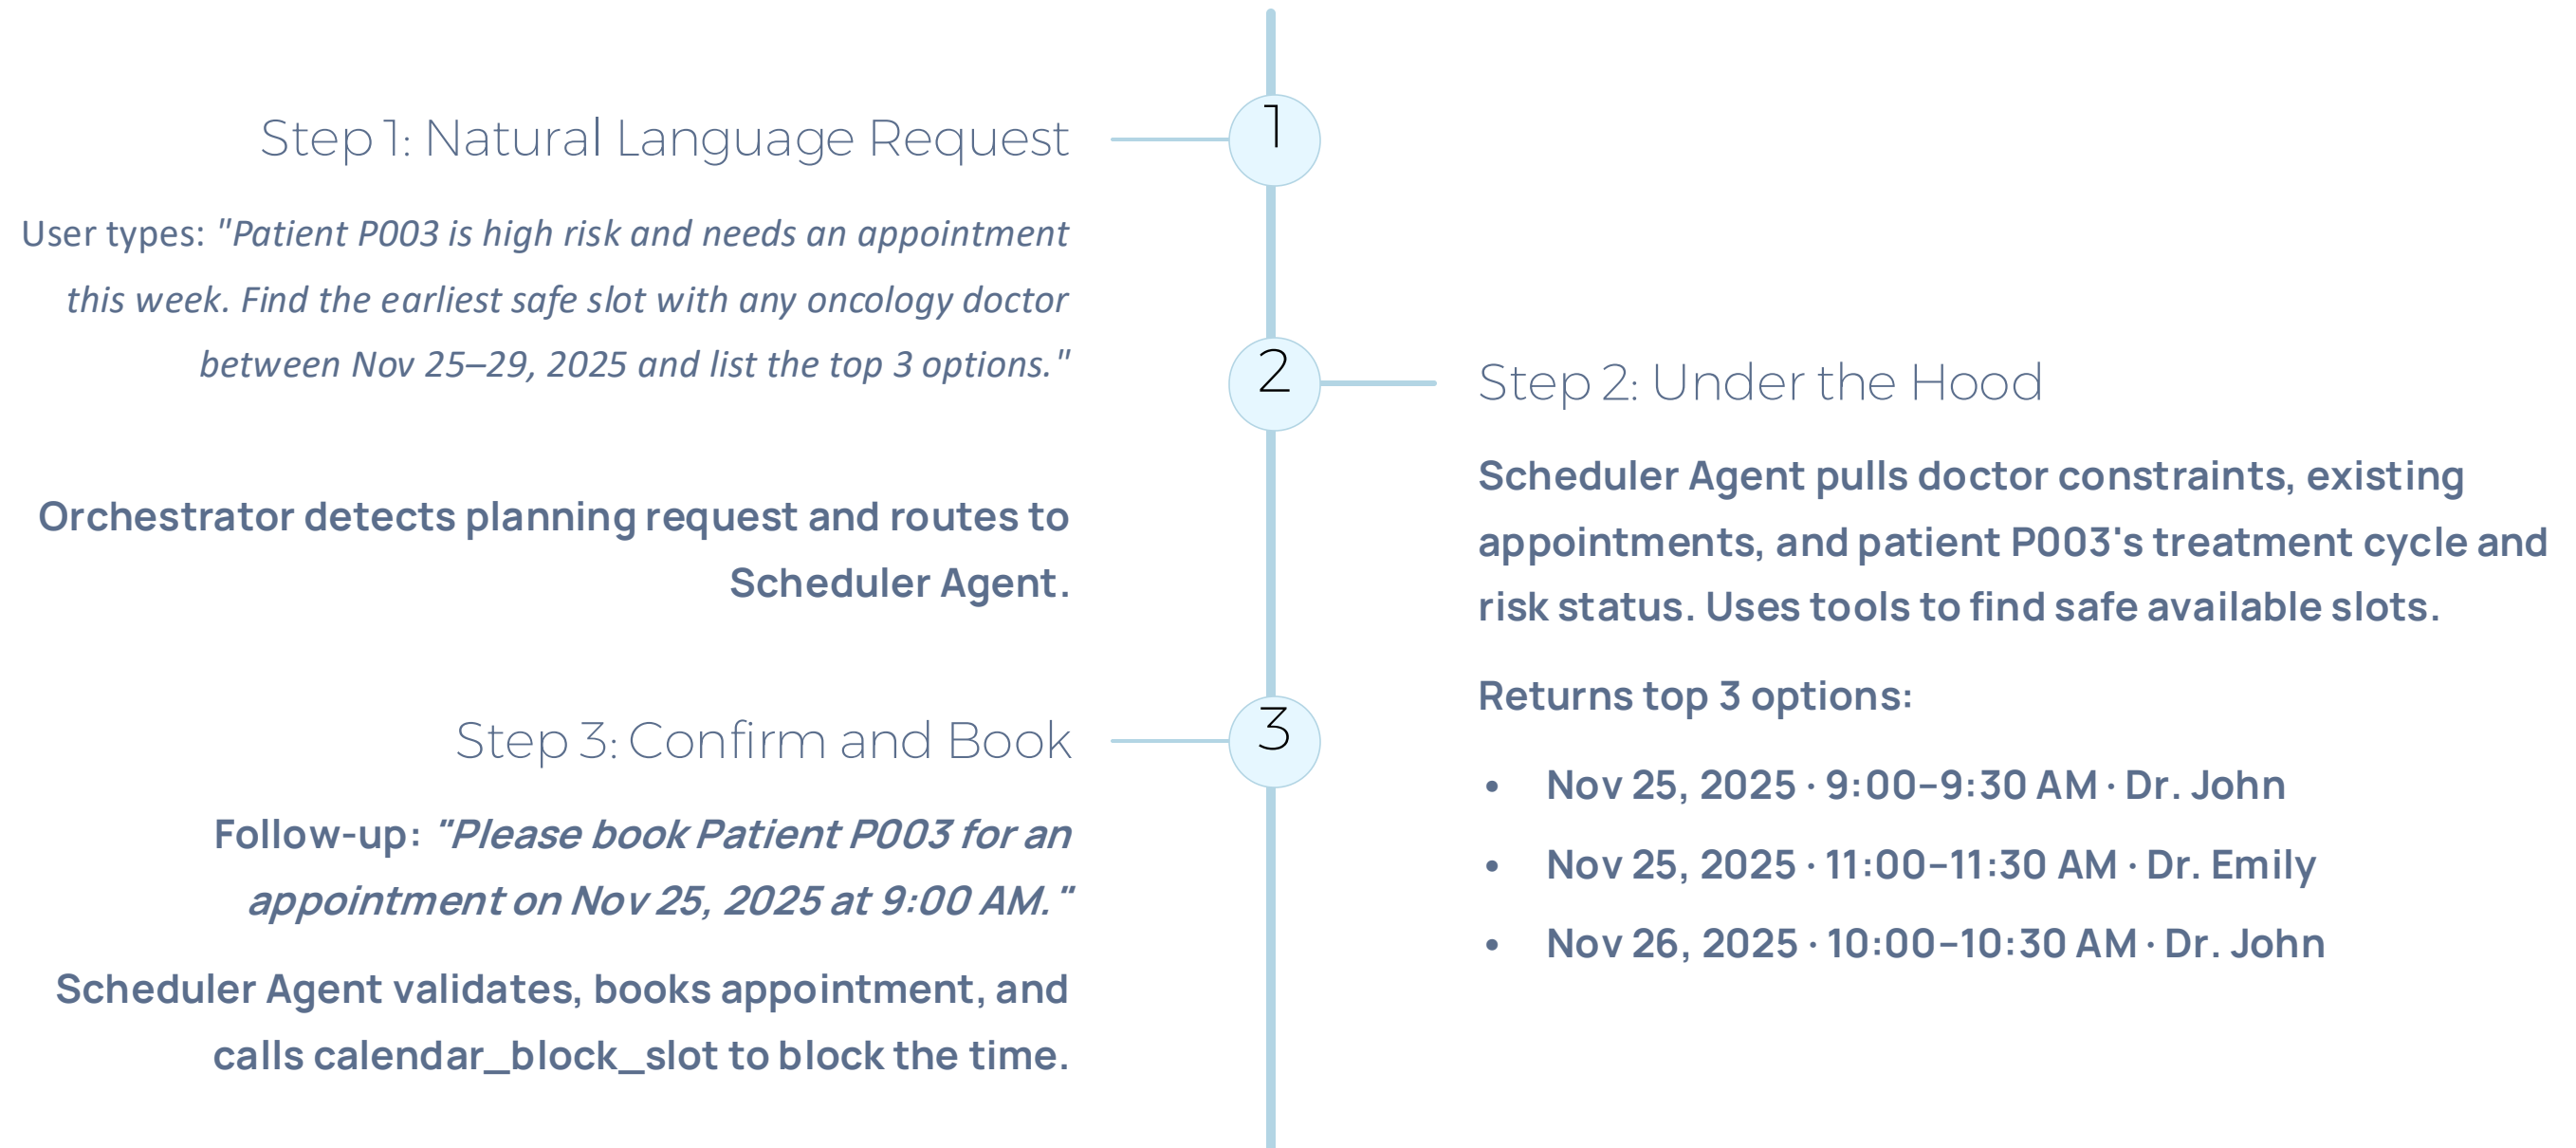 1
Step 1: Natural Language Request
User types: "Patient P003 is high risk and needs an appointment
this week. Find the earliest safe slot with any oncology doctor
between Nov 25–29, 2025 and list the top 3 options."
Orchestrator detects planning request and routes to
Scheduler Agent.
2
Step 2: Under the Hood
Scheduler Agent pulls doctor constraints, existing
appointments, and patient P003's treatment cycle and
risk status. Uses tools to find safe available slots.
Returns top 3 options:
• Nov 25, 2025 · 9:00–9:30 AM · Dr. John
• Nov 25, 2025 · 11:00–11:30 AM · Dr. Emily
• Nov 26, 2025 · 10:00–10:30 AM · Dr. John
3
Step 3: Confirm and Book
Follow-up: "Please book Patient P003 for an
appointment on Nov 25, 2025 at 9:00 AM."
Scheduler Agent validates, books appointment, and
calls calendar_block_slot to block the time.